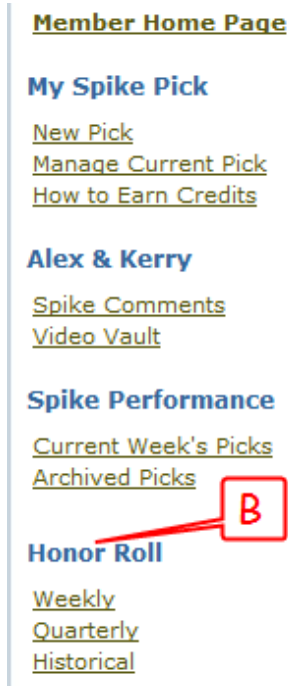 Member Home Page
My Spike Pick
New Pick
Manage Current Pick
How to Earn Credits
Alex & Kerry
Spike Comments
Video Vault
Spike Performance
Current Week's Picks
Archived Picks
B
Honor Roll
Weekly
Quarterly
Historical